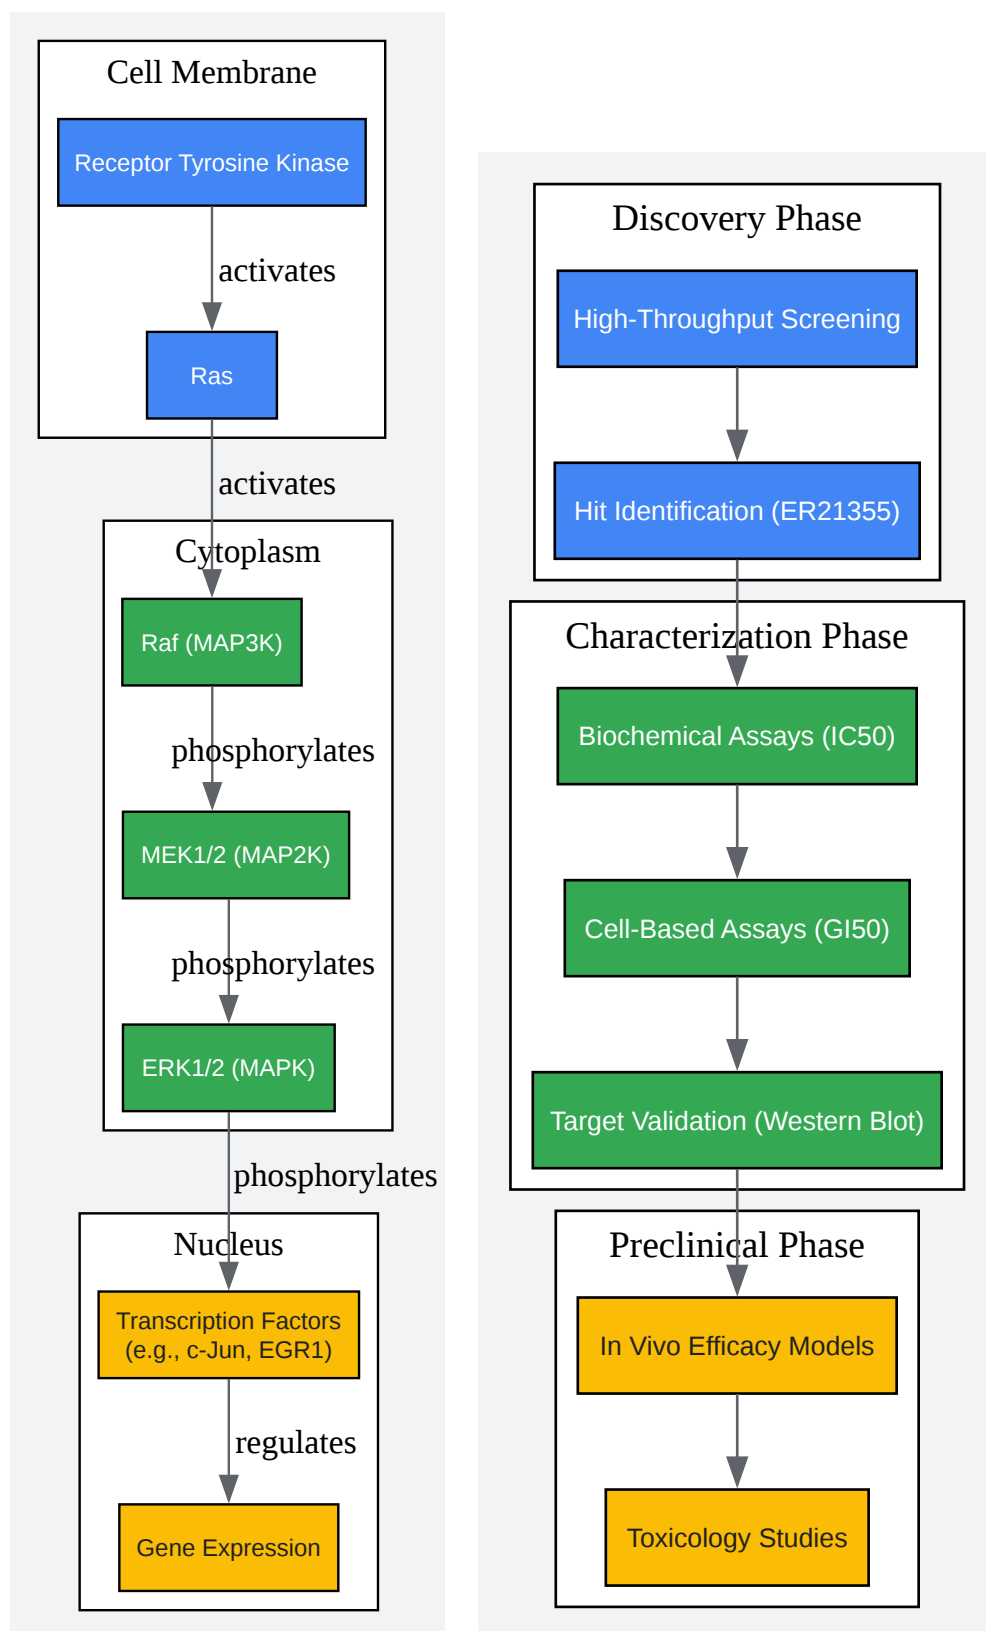 Cell Membrane
Receptor Tyrosine Kinase
activates
Ras
activates
Cytoplasm
Raf (MAP3K)
phosphorylates
MEK1/2 (MAP2K)
phosphorylates
ERK1/2 (MAPK)
phosphorylates
Nucleus
Transcription Factors
(e.g., c-Jun, EGR1)
regulates
Gene Expression
Discovery Phase
High-Throughput Screening
Hit Identification (ER21355)
Characterization Phase
Biochemical Assays (IC50)
Cell-Based Assays (GI50)
Target Validation (Western Blot)
Preclinical Phase
In Vivo Efficacy Models
Toxicology Studies